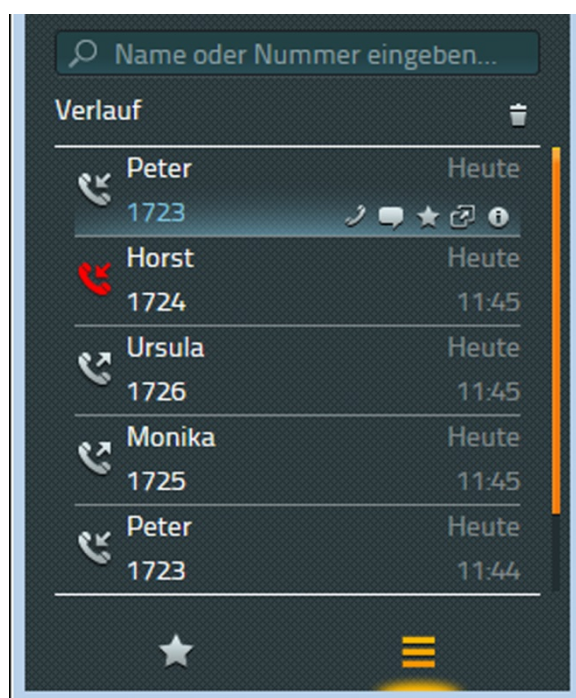 Name oder Nummer eingeben...
Verlauf
Peter Heute
1723
Horst Heute
1724 11:45
Ursula Heute
1726 11:45
Monika Heute
1725 11:45
Peter Heute
1723 11:44